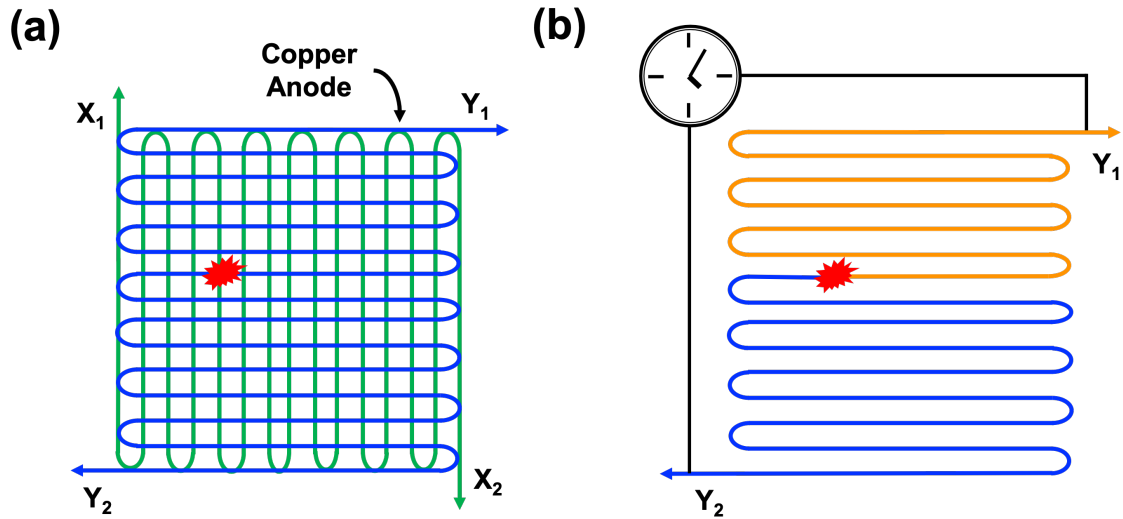 (a)
Copper
Anode
X₁
Y₁
Y₂
X₂
(b)
Y₁
Y₂